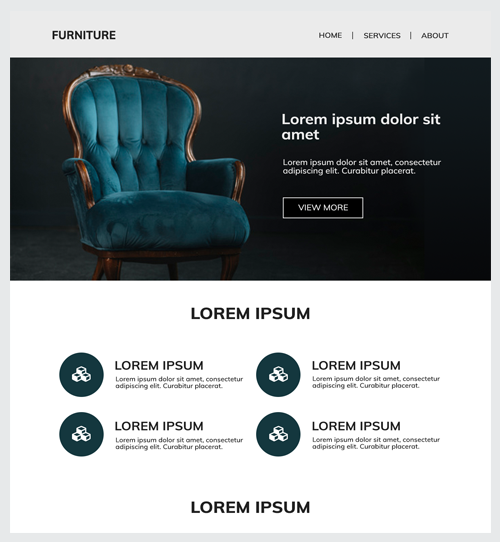 FURNITURE
HOME | SERVICES | ABOUT
Lorem ipsum dolor sit
amet
Lorem ipsum dolor sit amet, consectetur
adipiscing elit. Curabitur placerat.
VIEW MORE
LOREM IPSUM
LOREM IPSUM
Lorem ipsum dolor sit amet, consectetur
adipiscing elit. Curabitur placerat.
LOREM IPSUM
Lorem ipsum dolor sit amet, consectetur
adipiscing elit. Curabitur placerat.
LOREM IPSUM
Lorem ipsum dolor sit amet, consectetur
adipiscing elit. Curabitur placerat.
LOREM IPSUM
Lorem ipsum dolor sit amet, consectetur
adipiscing elit. Curabitur placerat.
LOREM IPSUM